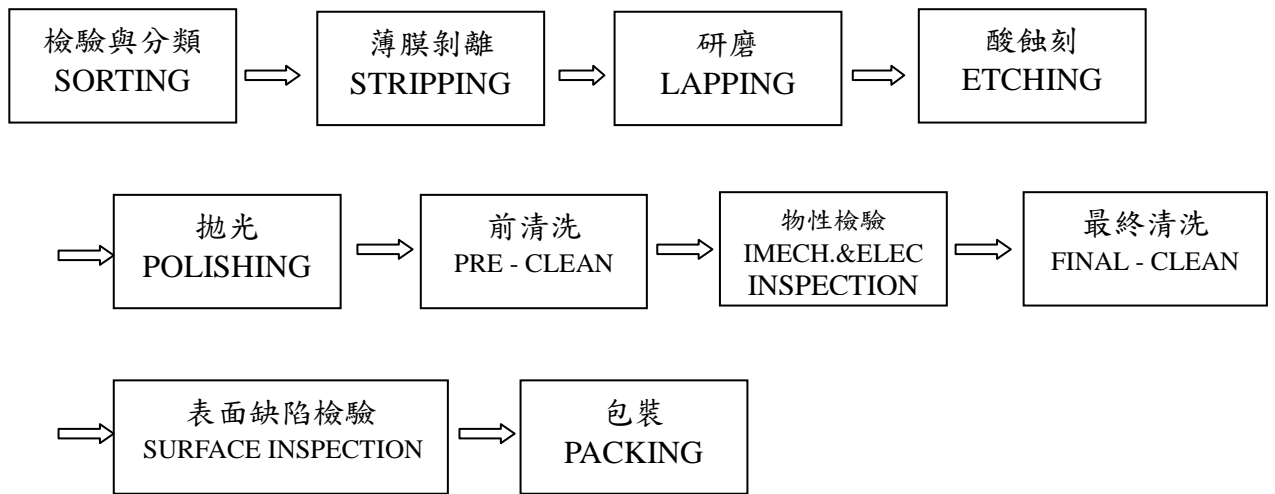 檢驗與分類
SORTING
薄膜剝離
STRIPPING
研磨
LAPPING
酸蝕刻
ETCHING
拋光
POLISHING
前清洗
PRE - CLEAN
物性檢驗
IMECH.&ELEC
INSPECTION
最終清洗
FINAL - CLEAN
表面缺陷檢驗
SURFACE INSPECTION
包裝
PACKING